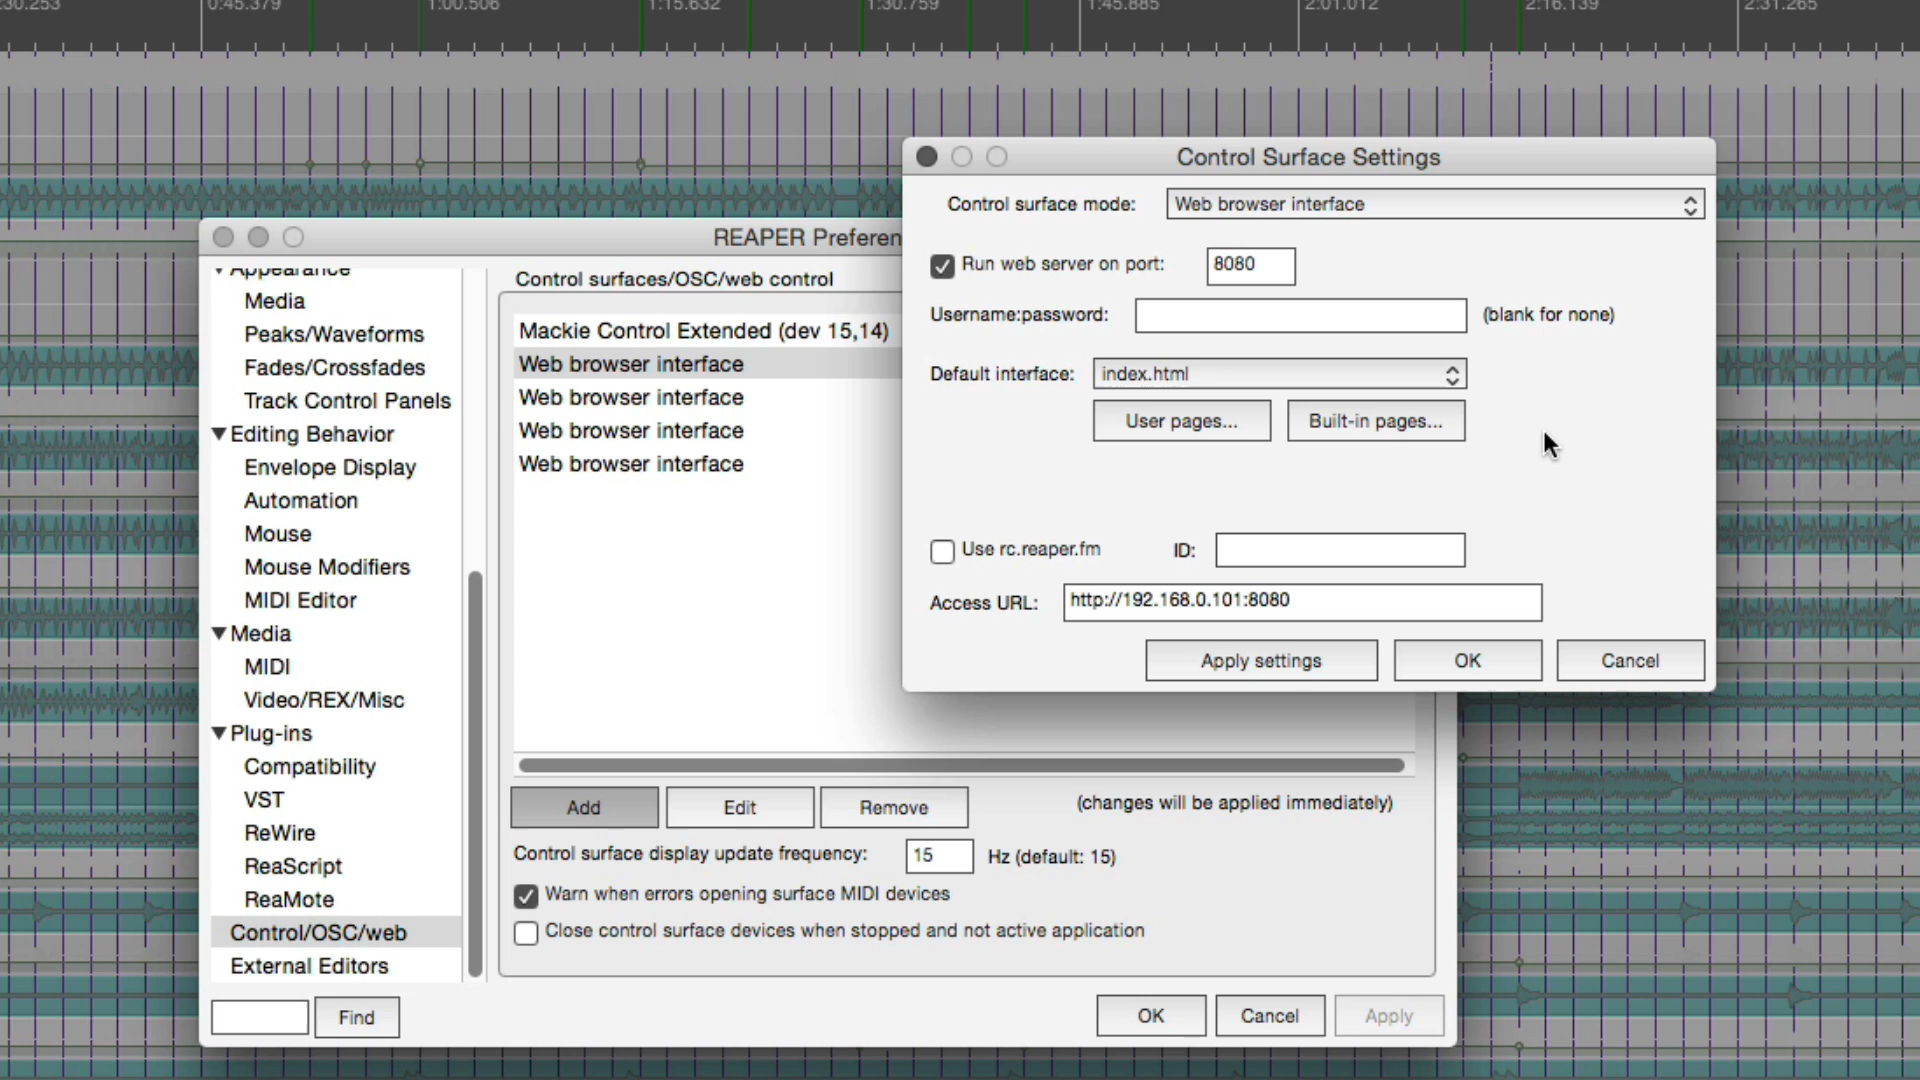 :30.253 0:45.379 1:00.506 1:15.632 1:30.759 1:45.885 2:01.012 2:16.139 2:31.265
Control Surface Settings
Control surface mode: Web browser interface
Run web server on port: 8080
Username:password: (blank for none)
Default interface: index.html
User pages... Built-in pages...
Use rc.reaper.fm ID:
Access URL: http://192.168.0.101:8080
Apply settings OK Cancel
REAPER Preferen
Appearance
Media
Peaks/Waveforms
Fades/Crossfades
Track Control Panels
Editing Behavior
Envelope Display
Automation
Mouse
Mouse Modifiers
MIDI Editor
Media
MIDI
Video/REX/Misc
Plug-ins
Compatibility
VST
ReWire
ReaScript
ReaMote
Control/OSC/web
External Editors
Find
Control surfaces/OSC/web control
Mackie Control Extended (dev 15,14)
Web browser interface
Web browser interface
Web browser interface
Web browser interface
Add Edit Remove (changes will be applied immediately)
Control surface display update frequency: 15 Hz (default: 15)
Warn when errors opening surface MIDI devices
Close control surface devices when stopped and not active application
OK Cancel Apply